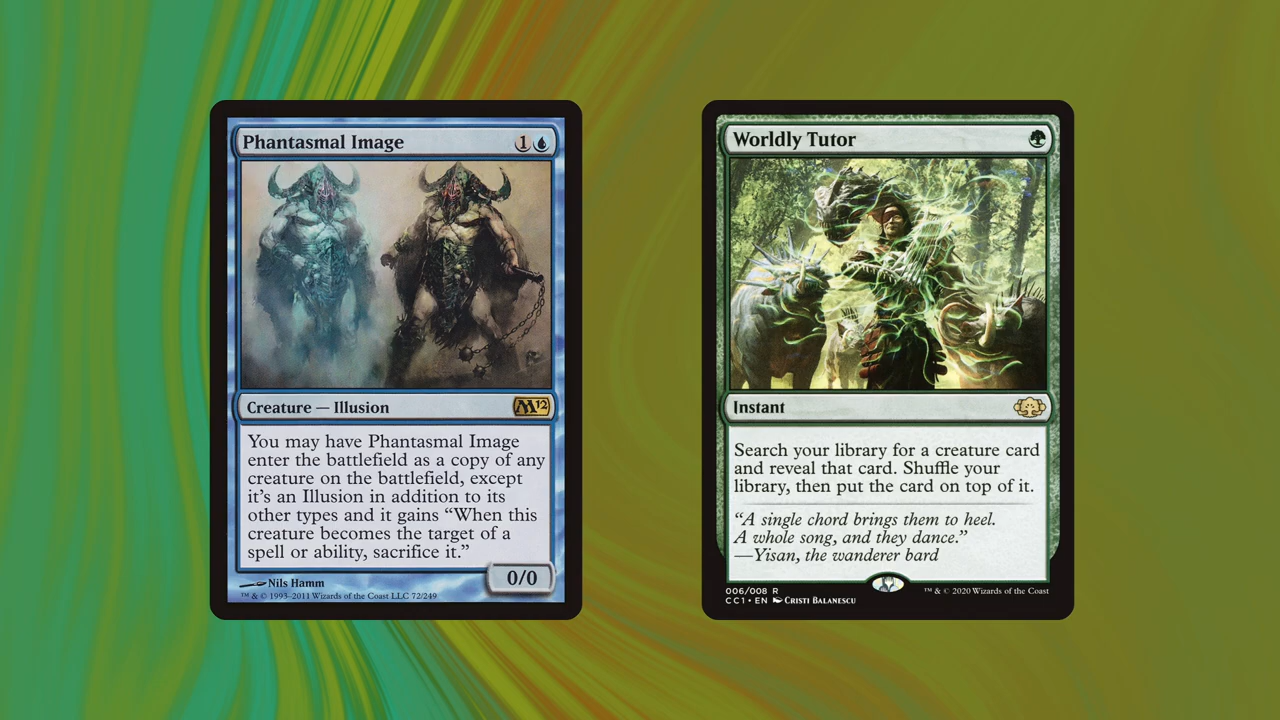 Phantasmal Image 1
Creature — Illusion M12
You may have Phantasmal Image
enter the battlefield as a copy of any
creature on the battlefield, except
it's an Illusion in addition to its
other types and it gains “When this
creature becomes the target of a
spell or ability, sacrifice it.”
0/0
Nils Hamm
™ & © 1993–2011 Wizards of the Coast LLC 72/249
Worldly Tutor
Instant
Search your library for a creature card
and reveal that card. Shuffle your
library, then put the card on top of it.
“A single chord brings them to heel.
A whole song, and they dance.”
—Yisan, the wanderer bard
006/008 R
CC1 • EN Cristi Balanescu
™ & © 2020 Wizards of the Coast